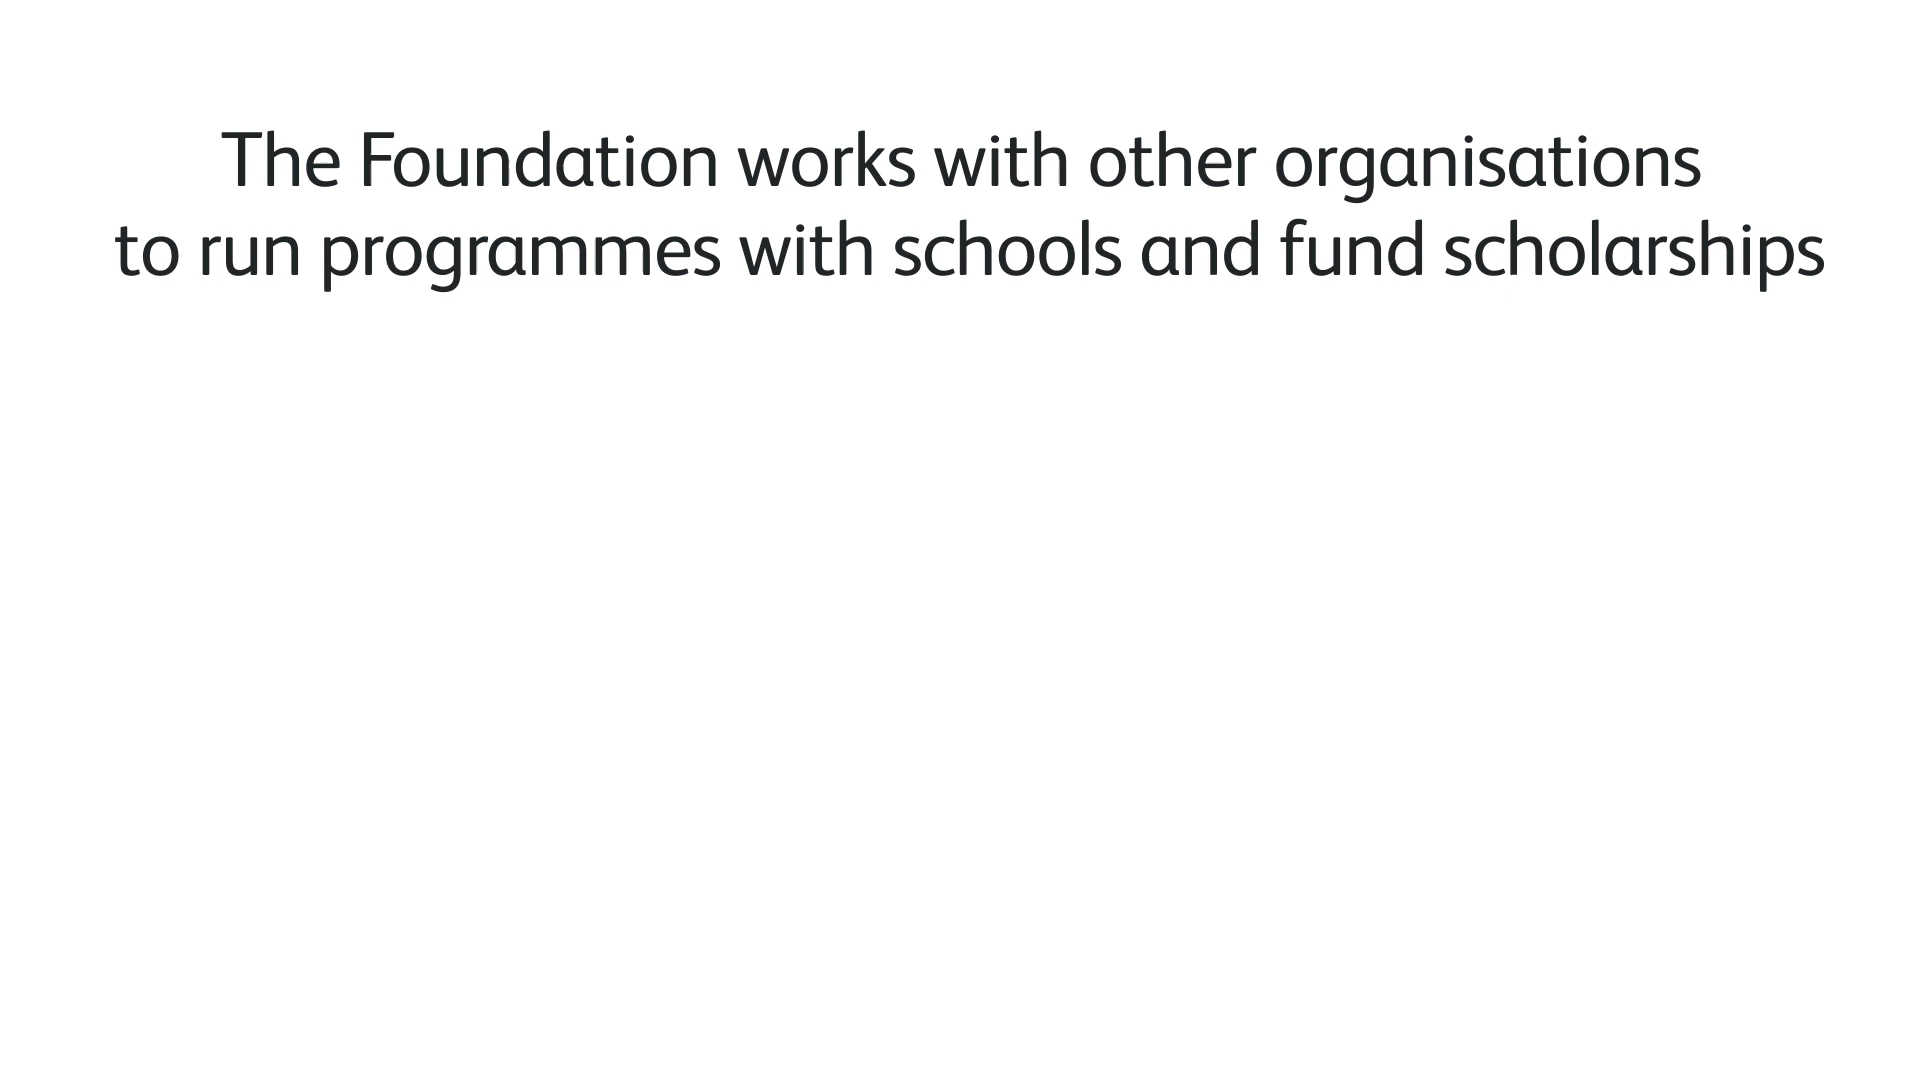 The Foundation works with other organisations
to run programmes with schools and fund scholarships